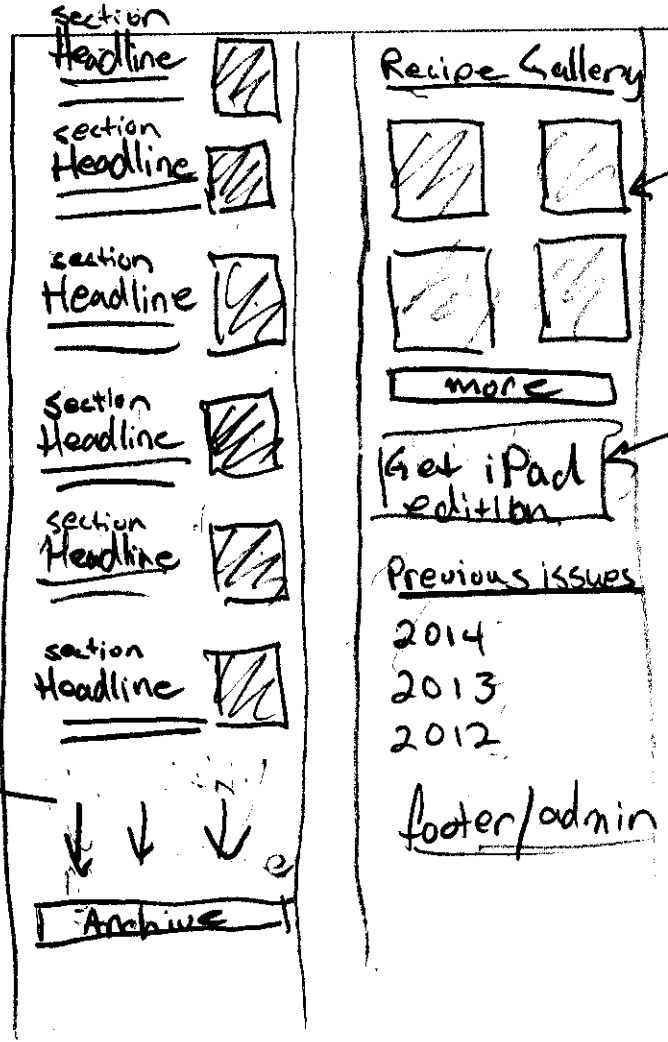 section
Headline
section
Headline
section
Headline
section
Headline
section
Headline
section
Headline
Archive
Recipe Gallery
more
Get iPad
edition
Previous issues
2014
2013
2012
footer/admin